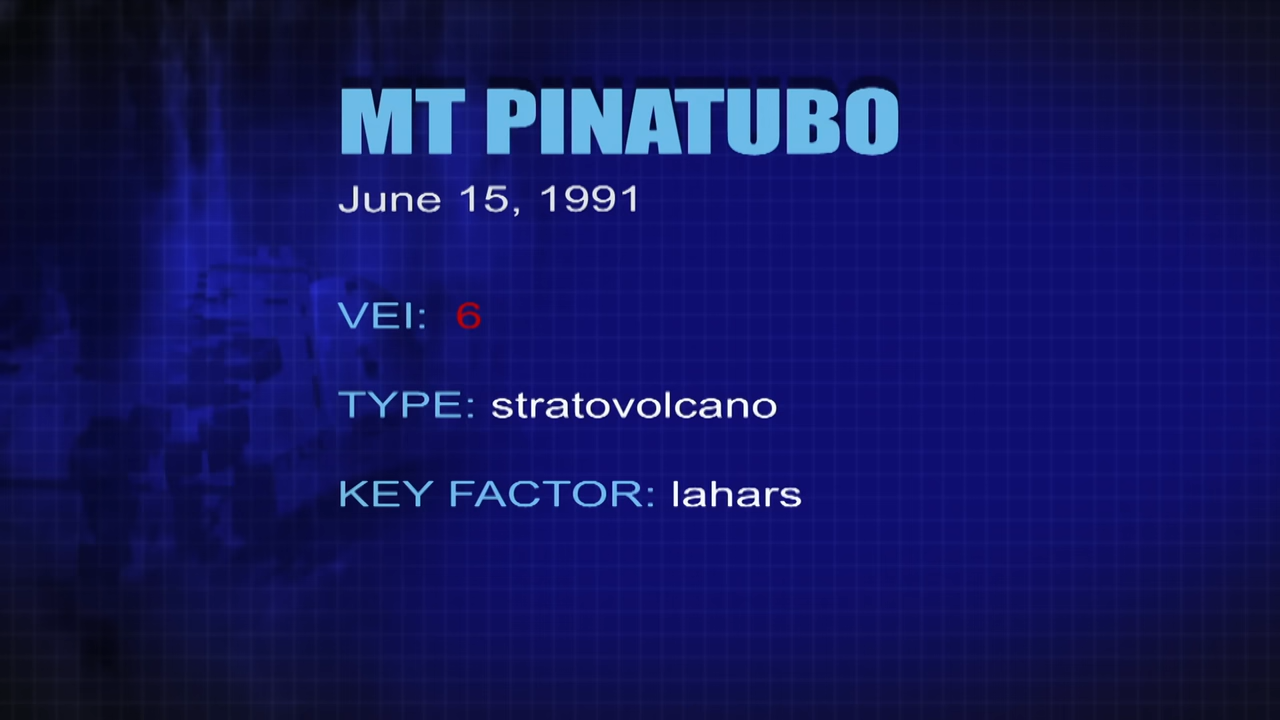 MT PINATUBO
June 15, 1991
VEI: 6
TYPE: stratovolcano
KEY FACTOR: lahars